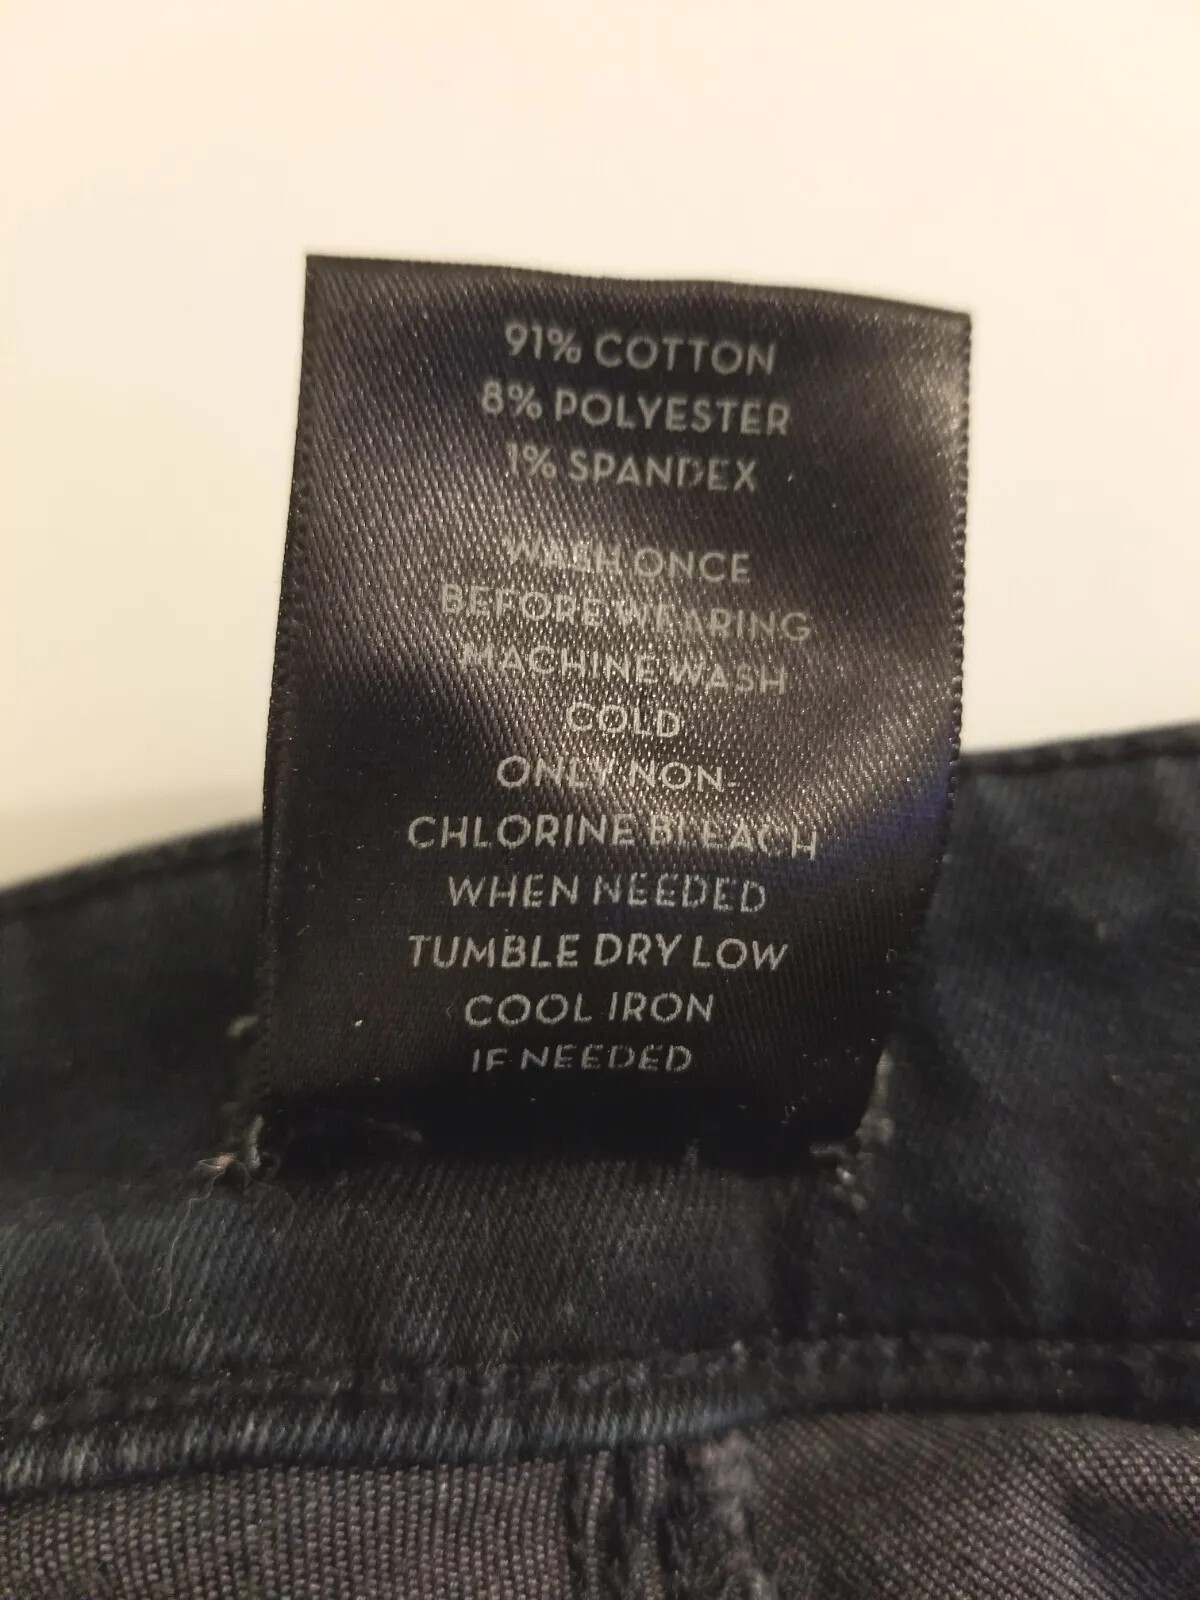 91% COTTON
8% POLYESTER
1% SPANDEX
WASH ONCE
BEFORE WEARING
MACHINE WASH
COLD
ONLY NON-
CHLORINE BLEACH
WHEN NEEDED
TUMBLE DRY LOW
COOL IRON
IF NEEDED